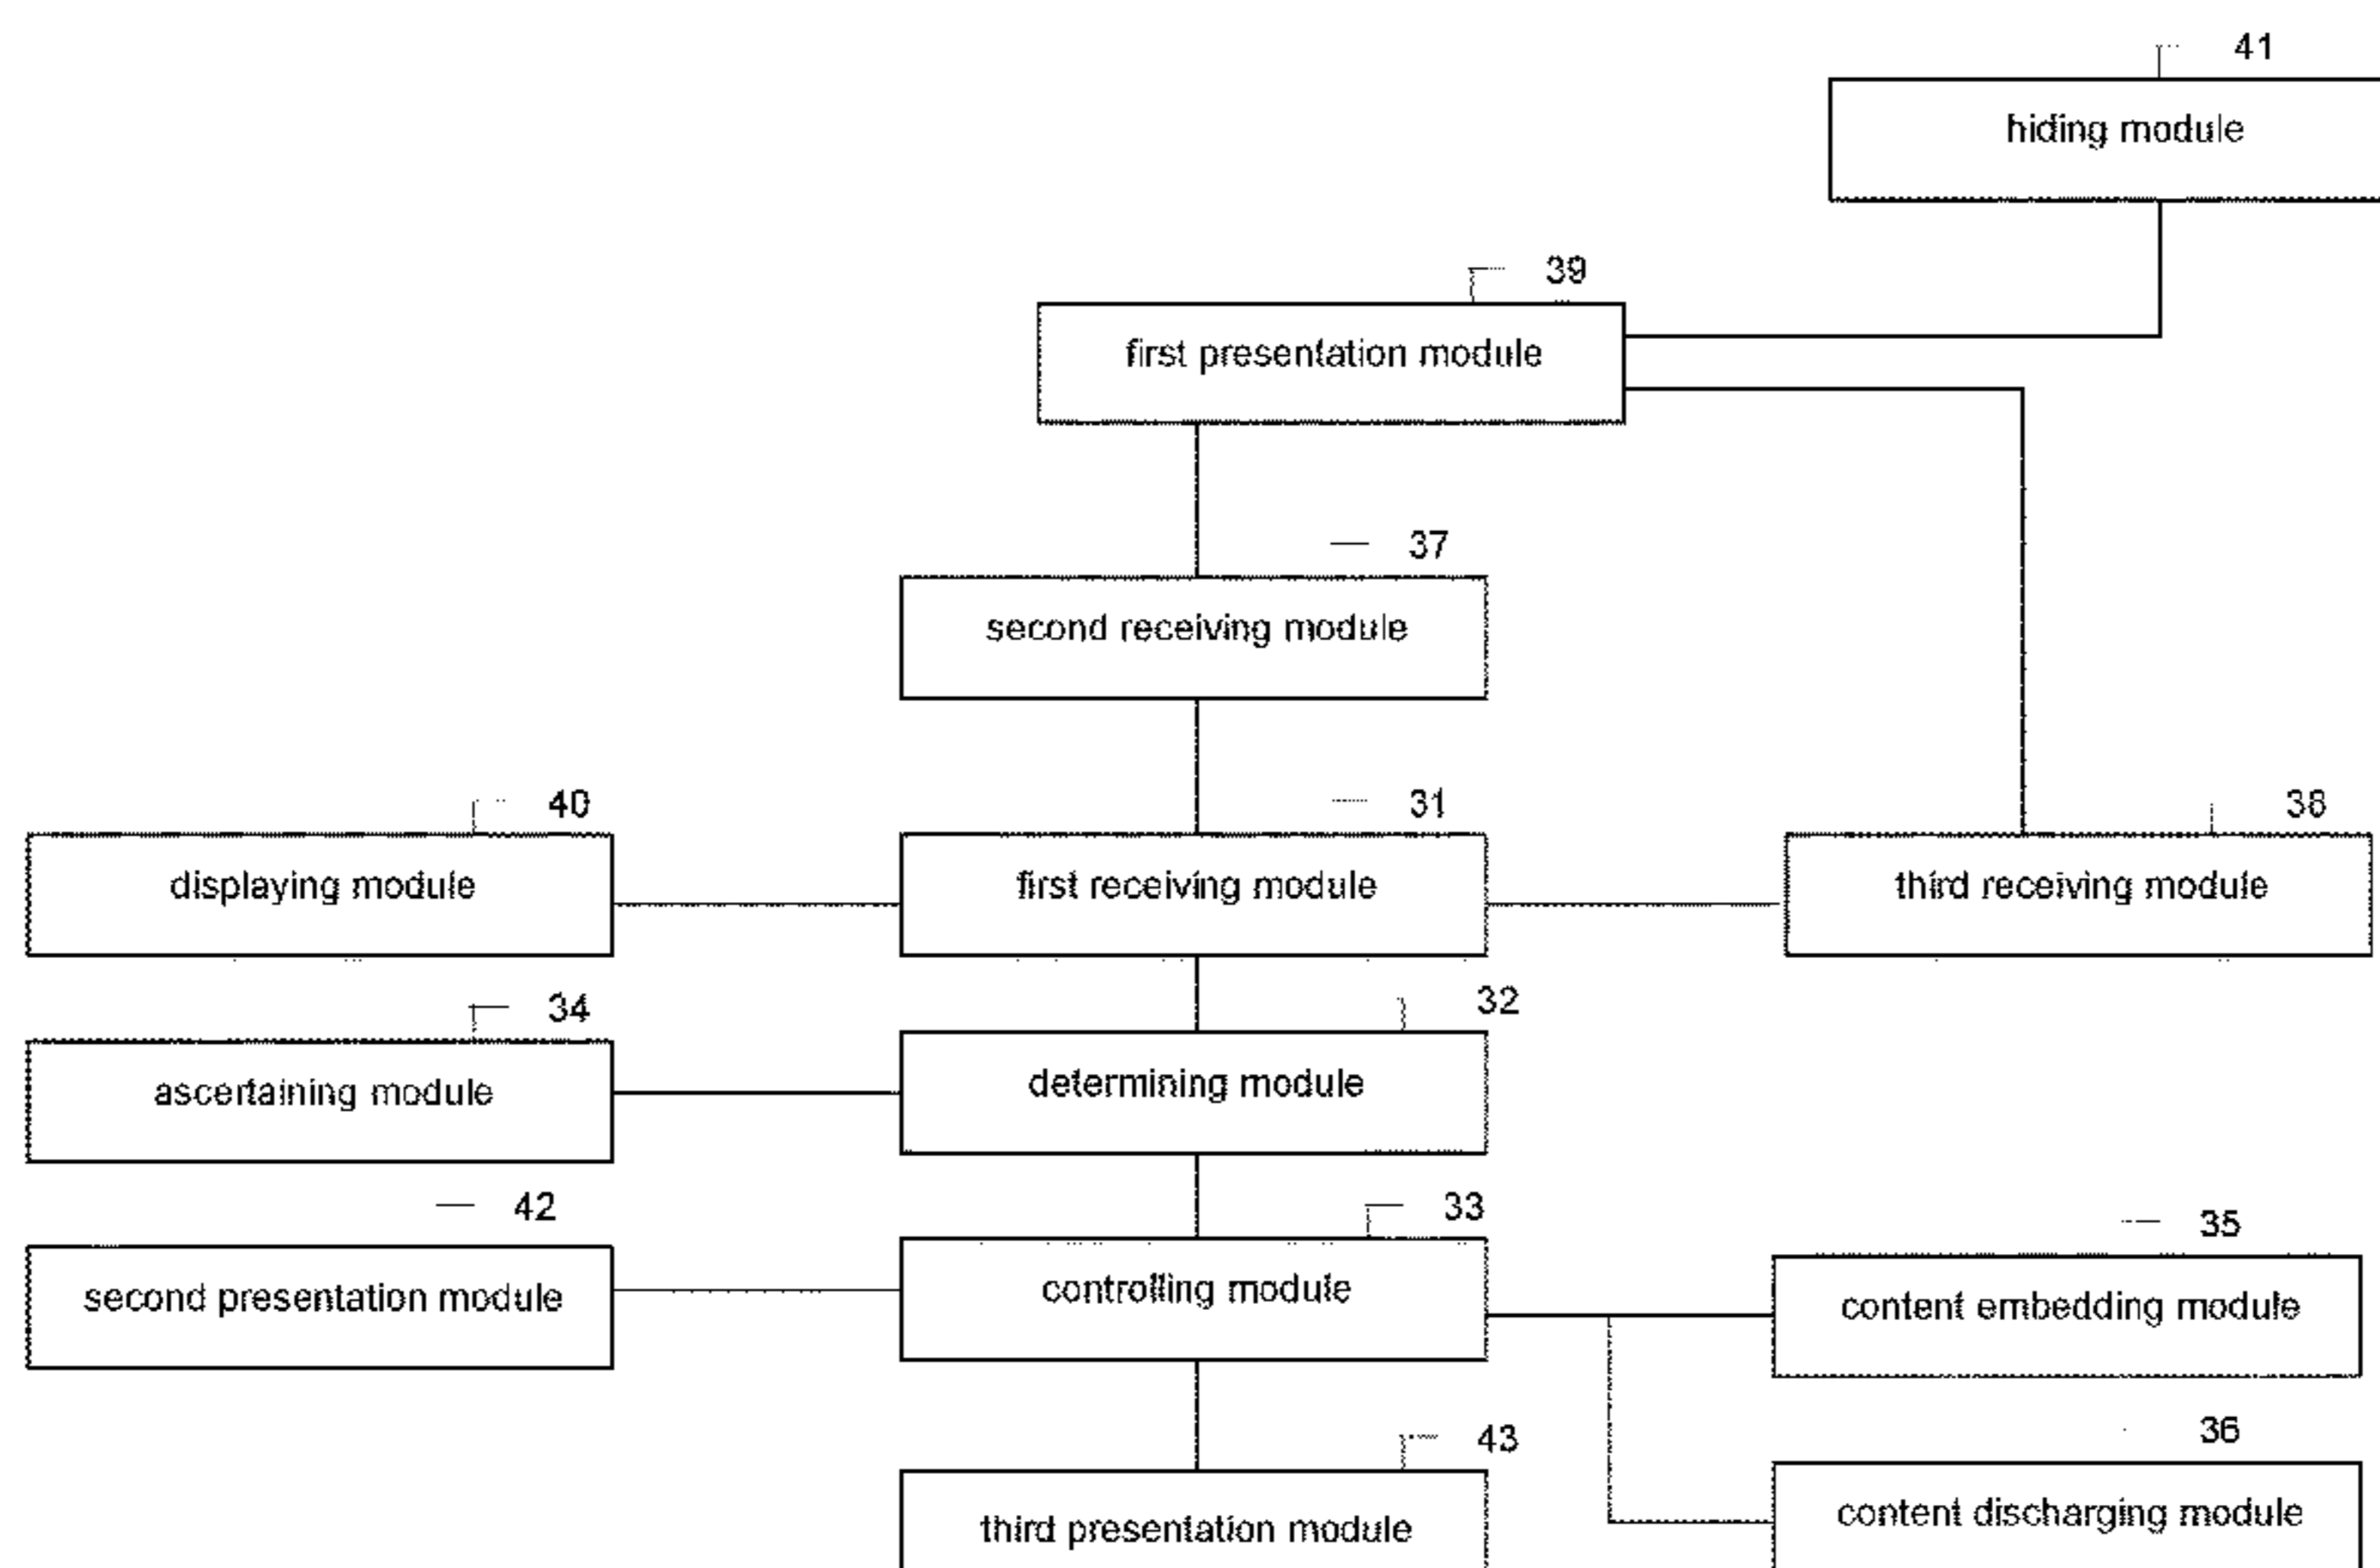 41
hiding module
39
first presentation module
37
second receiving module
40
31
38
displaying module
first receiving module
third receiving module
34
32
ascertaining module
determining module
42
33
35
second presentation module
controlling module
content embedding module
43
36
third presentation module
content discharging module